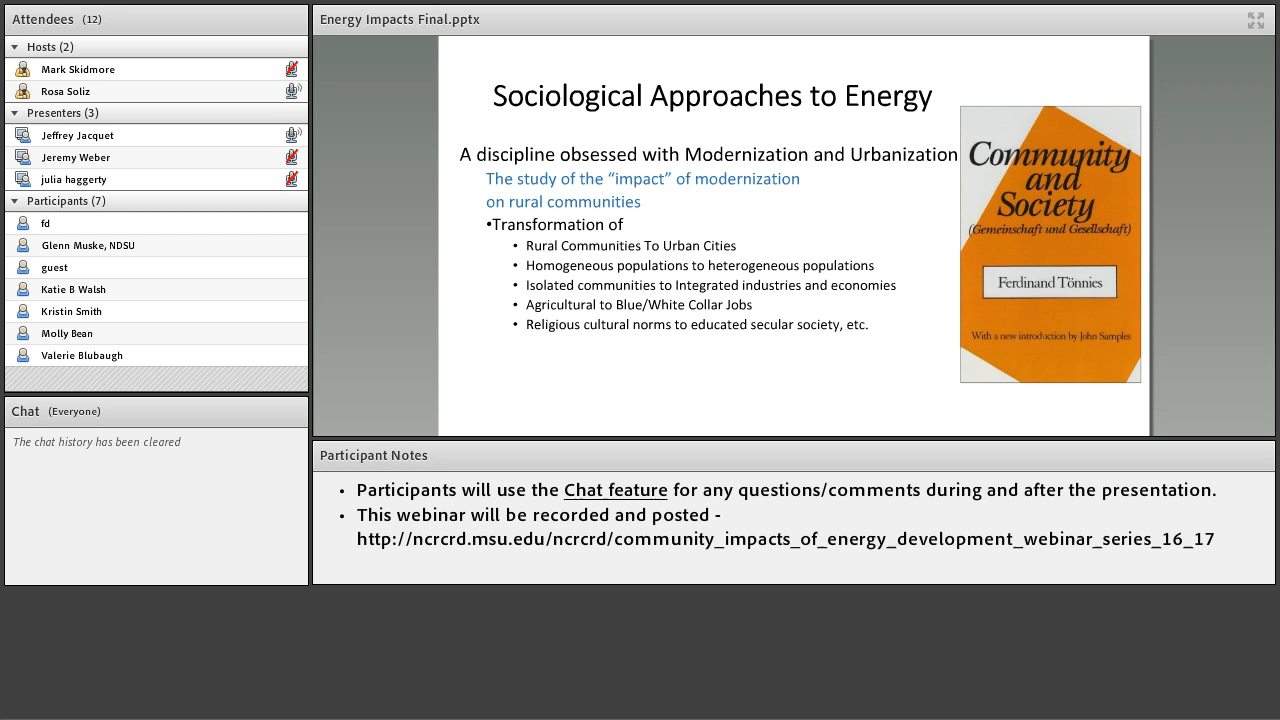 Attendees (12)
Hosts (2)
Mark Skidmore
Rosa Soliz
Presenters (3)
Jeffrey Jacquet
Jeremy Weber
julia haggerty
Participants (7)
fd
Glenn Muske, NDSU
guest
Katie B Walsh
Kristin Smith
Molly Bean
Valerie Blubaugh
Chat (Everyone)
The chat history has been cleared
Energy Impacts Final.pptx
Sociological Approaches to Energy
A discipline obsessed with Modernization and Urbanization
The study of the “impact” of modernization
on rural communities
•Transformation of
• Rural Communities To Urban Cities
• Homogeneous populations to heterogeneous populations
• Isolated communities to Integrated industries and economies
• Agricultural to Blue/White Collar Jobs
• Religious cultural norms to educated secular society, etc.
Community
and
Society
(Gemeinschaft und Gesellschaft)
Ferdinand Tönnies
With a new introduction by John Samples
Participant Notes
• Participants will use the Chat feature for any questions/comments during and after the presentation.
• This webinar will be recorded and posted -
http://ncrcrd.msu.edu/ncrcrd/community_impacts_of_energy_development_webinar_series_16_17